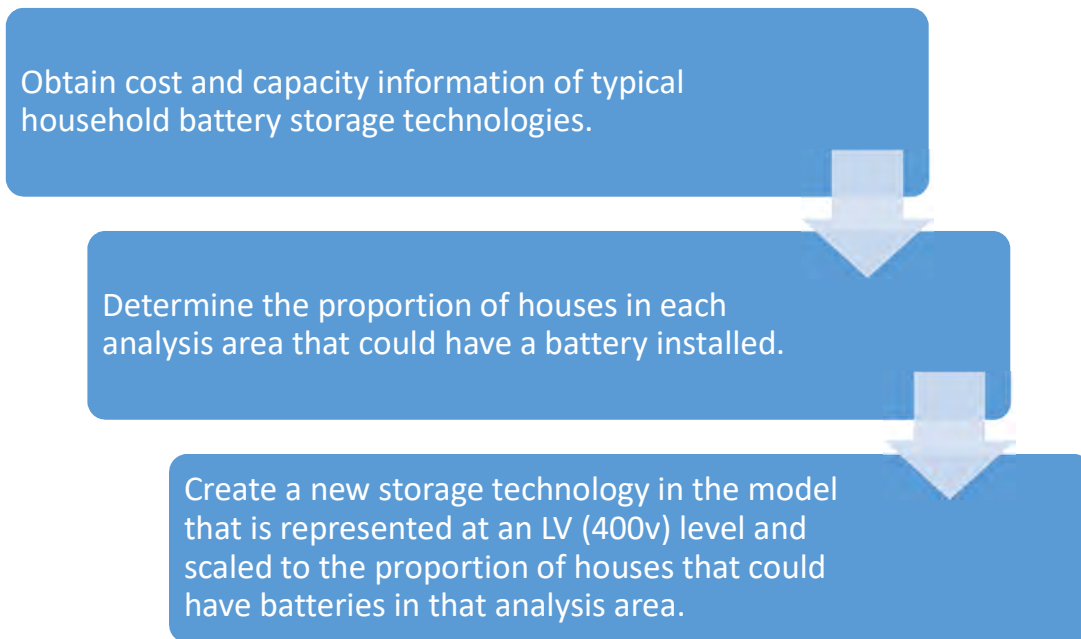 Obtain cost and capacity information of typical
household battery storage technologies.
Determine the proportion of houses in each
analysis area that could have a battery installed.
Create a new storage technology in the model
that is represented at an LV (400v) level and
scaled to the proportion of houses that could
have batteries in that analysis area.